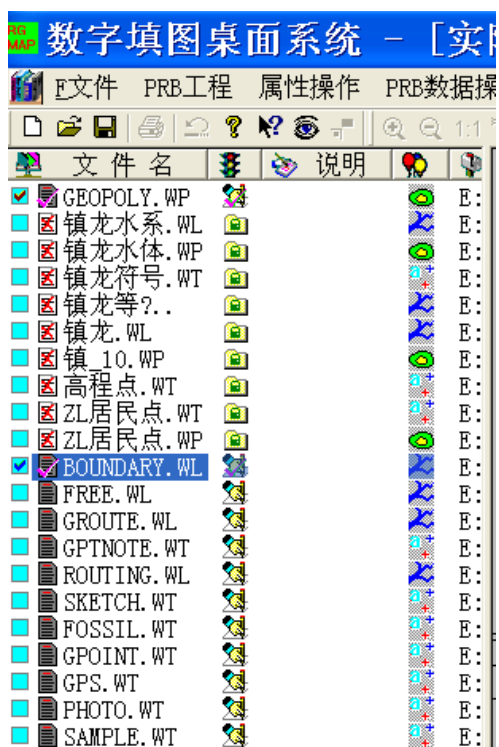 RG MAP 数字填图桌面系统 - [实
F文件 PRB工程 属性操作 PRB数据操
1:1
文件名 说明
GEOPOLY.WP E:
镇龙水系.WL E:
镇龙水体.WP E:
镇龙符号.WT E:
镇龙等?.. E:
镇龙.WL E:
镇_10.WP E:
高程点.WT E:
ZL居民点.WT E:
ZL居民点.WP E:
BOUNDARY.WL E:
FREE.WL E:
GROUTE.WL E:
GPTNOTE.WT E:
ROUTING.WL E:
SKETCH.WT E:
FOSSIL.WT E:
GPOINT.WT E:
GPS.WT E:
PHOTO.WT E:
SAMPLE.WT E: